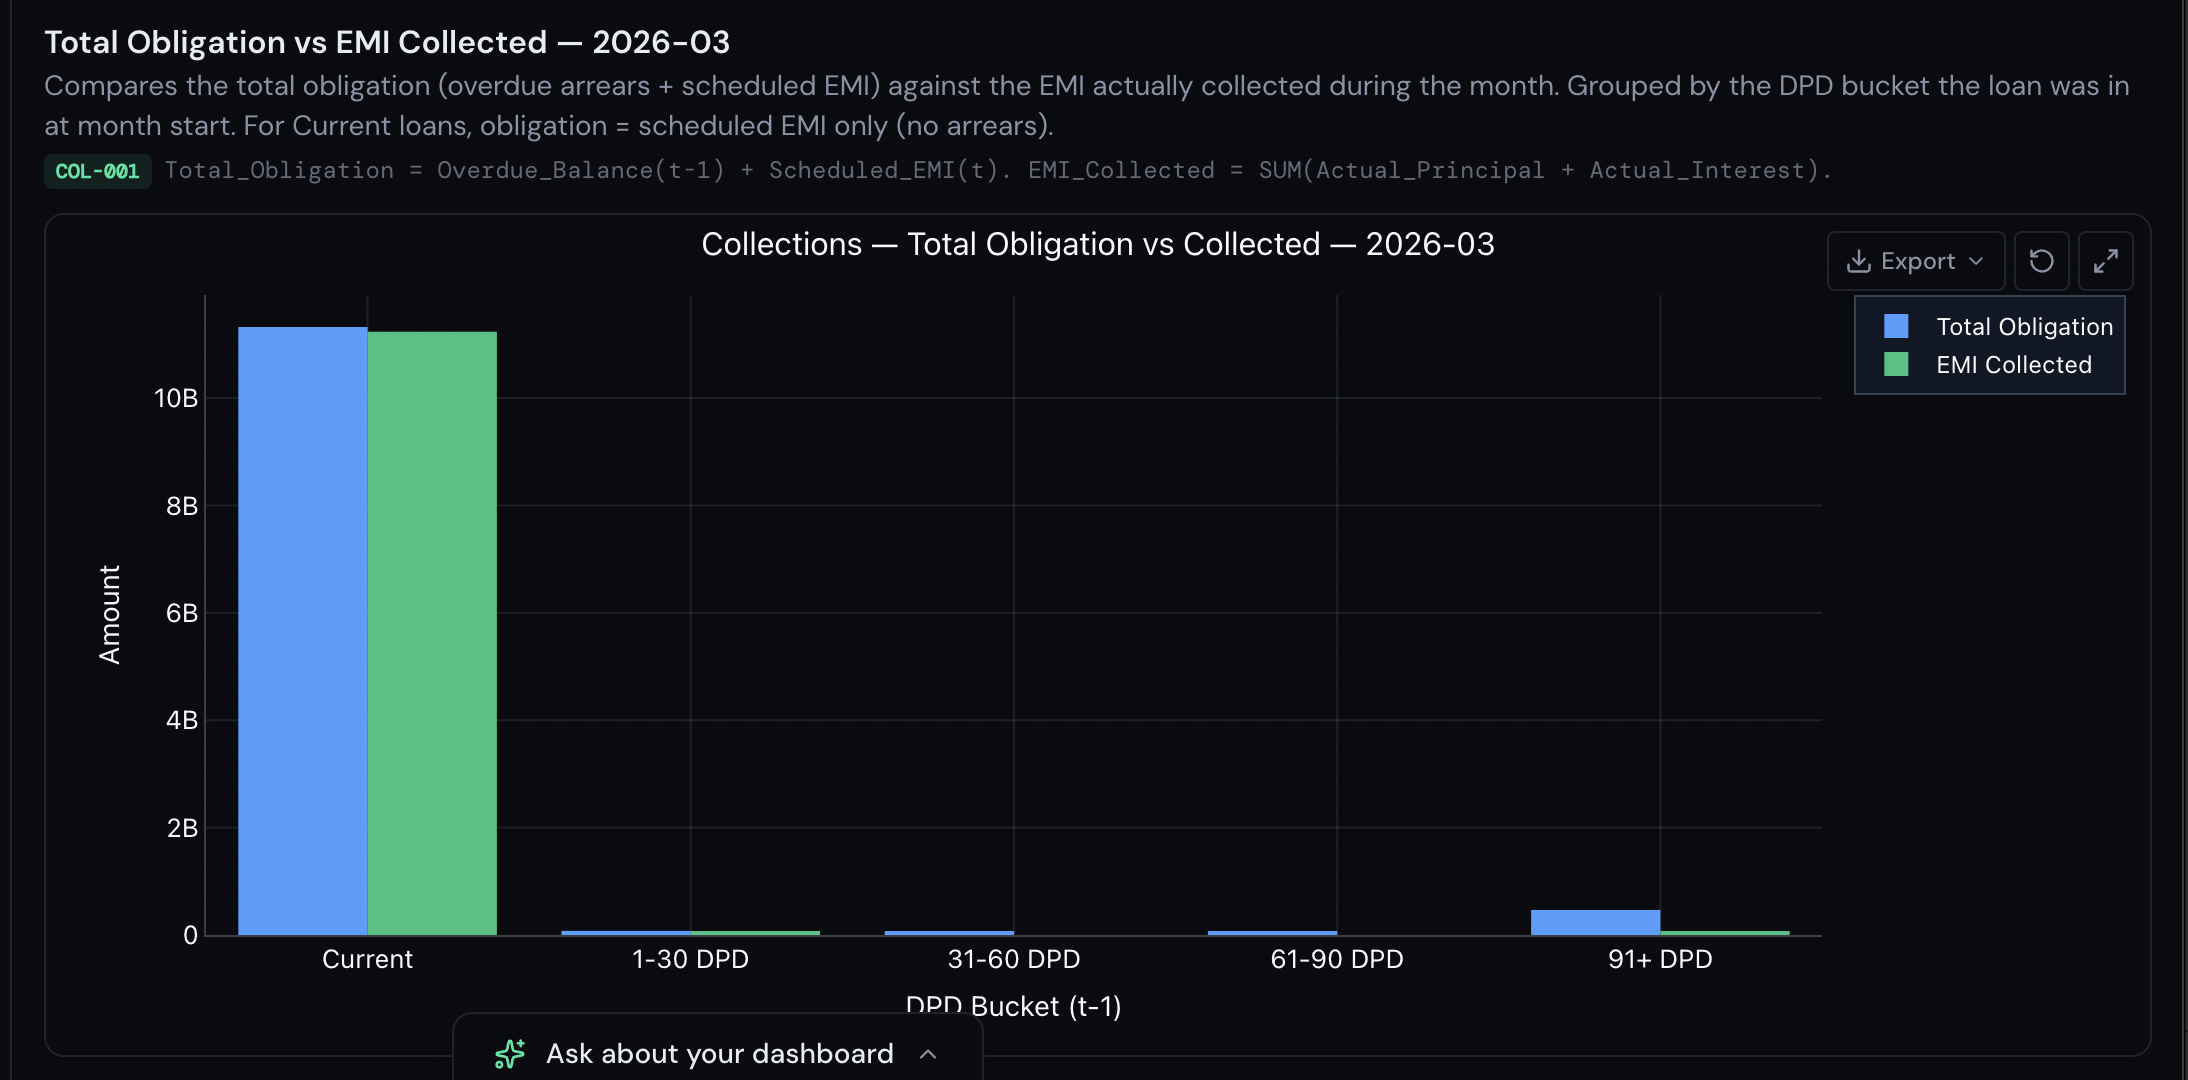 Total Obligation vs EMI Collected — 2026-03
Compares the total obligation (overdue arrears + scheduled EMI) against the EMI actually collected during the month. Grouped by the DPD bucket the loan was in
at month start. For Current loans, obligation = scheduled EMI only (no arrears).
COL-001 Total_Obligation = Overdue_Balance(t-1) + Scheduled_EMI(t). EMI_Collected = SUM(Actual_Principal + Actual_Interest).
Collections — Total Obligation vs Collected — 2026-03
Export
Total Obligation
EMI Collected
10B
8B
6B
4B
2B
0
Amount
Current
1-30 DPD
31-60 DPD
61-90 DPD
91+ DPD
DPD Bucket (t-1)
Ask about your dashboard